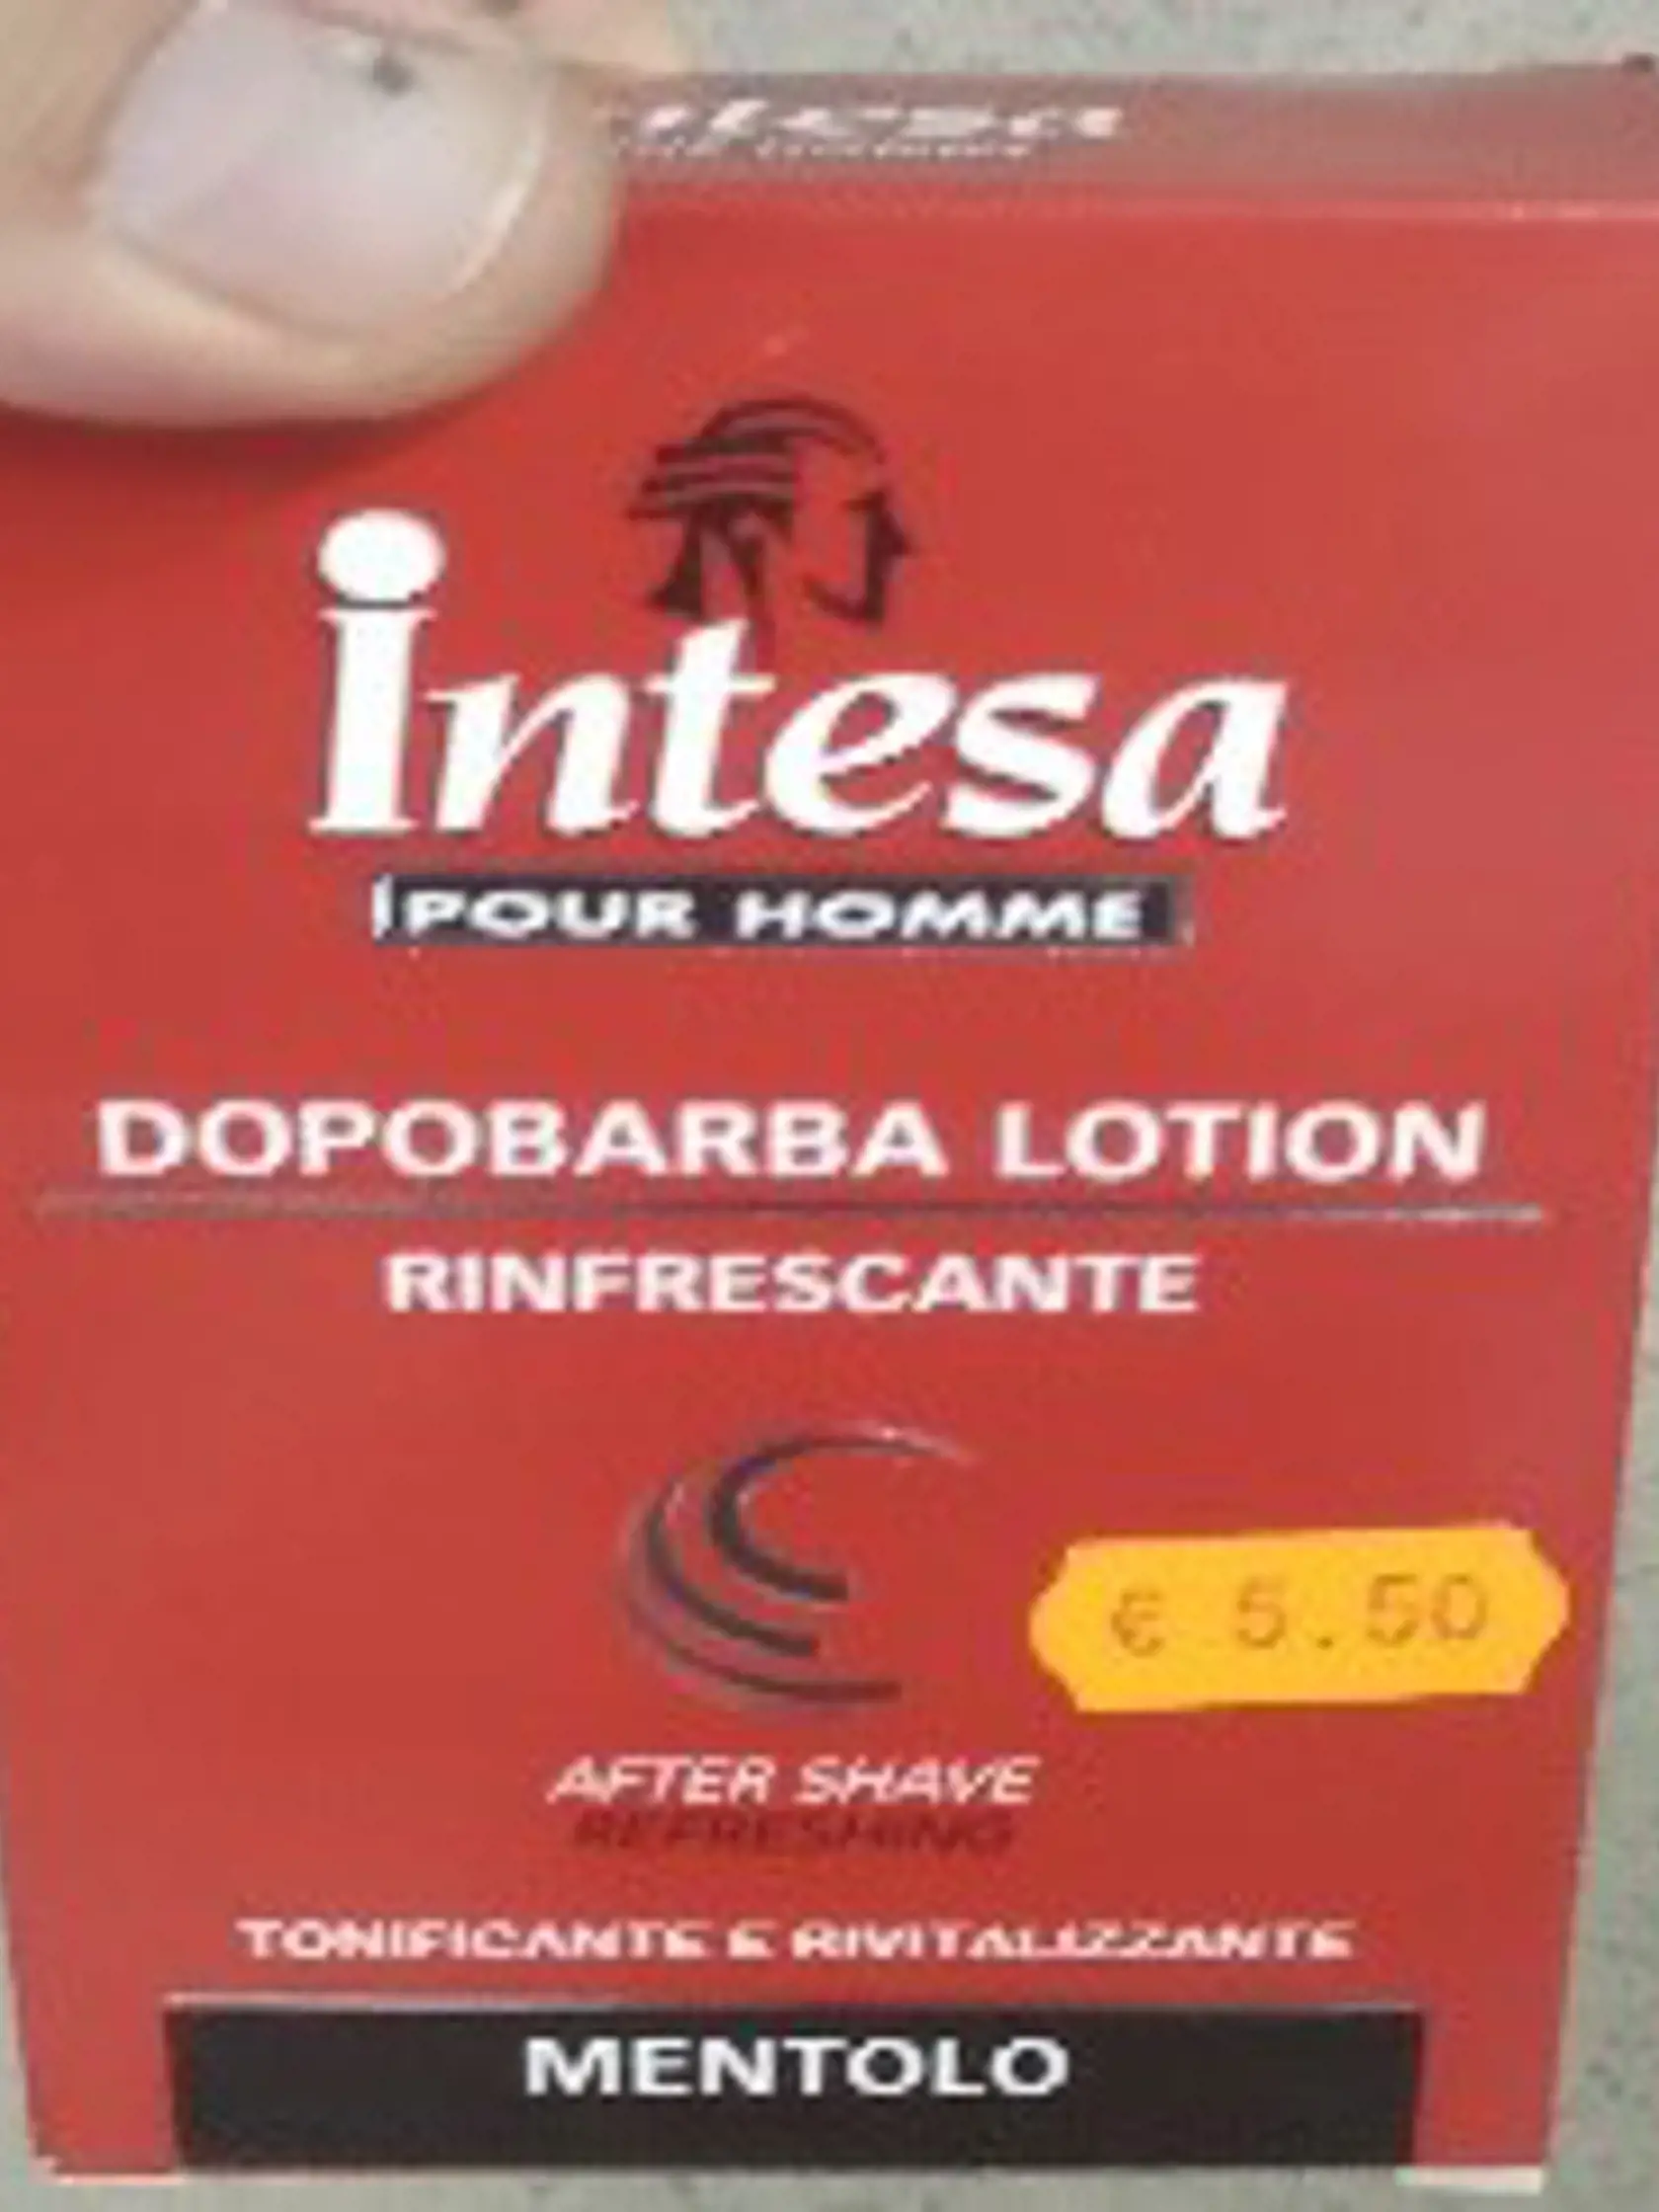 intesa
POUR HOMME
DOPOBARBA LOTION
RINFRESCANTE
€ 5.50
AFTER SHAVE
REFRESHING
TONIFICANTE E RIVITALIZZANTE
MENTOLO